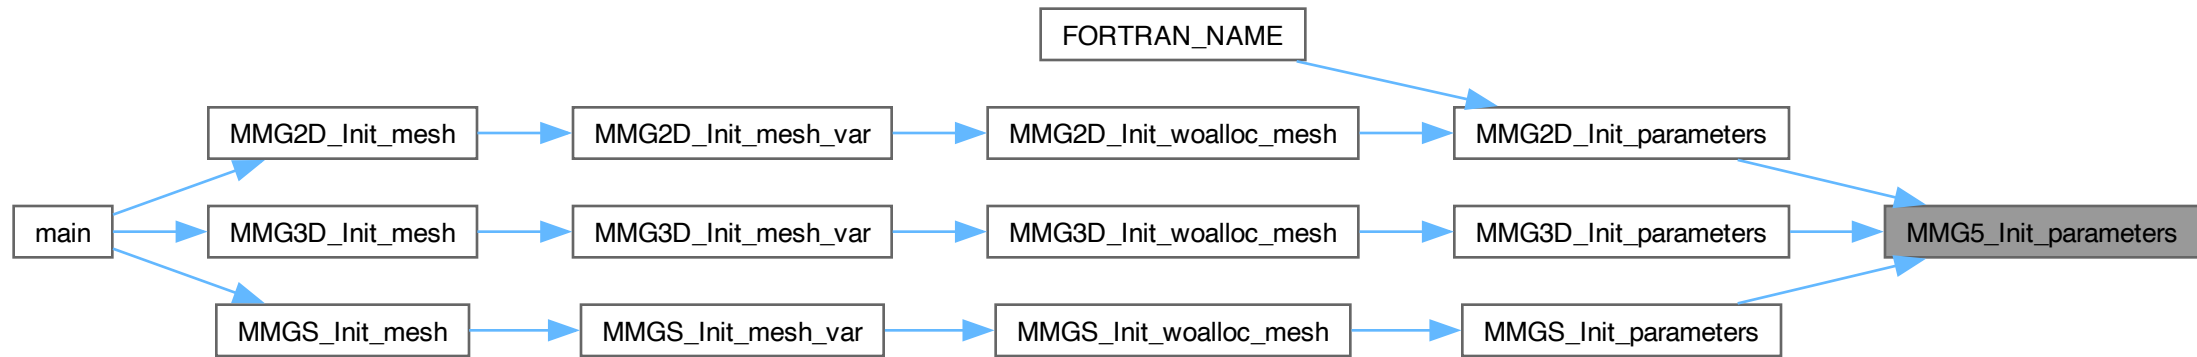 FORTRAN_NAME
MMG2D_Init_mesh
MMG2D_Init_mesh_var
MMG2D_Init_woalloc_mesh
MMG2D_Init_parameters
main
MMG3D_Init_mesh
MMG3D_Init_mesh_var
MMG3D_Init_woalloc_mesh
MMG3D_Init_parameters
MMG5_Init_parameters
MMGS_Init_mesh
MMGS_Init_mesh_var
MMGS_Init_woalloc_mesh
MMGS_Init_parameters